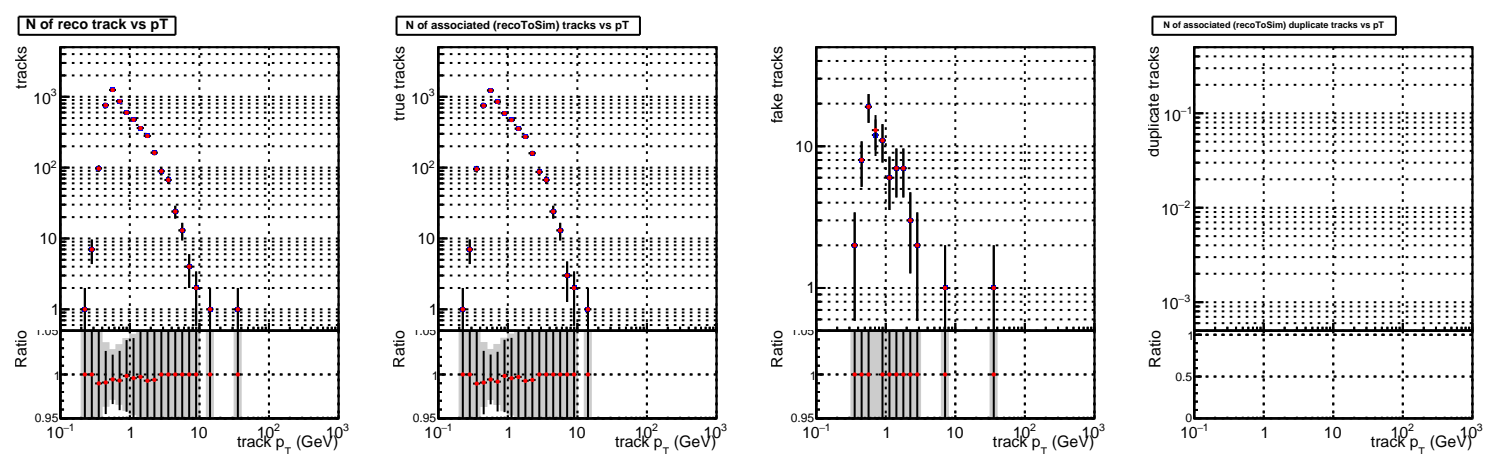 N of reco track vs pT
tracks
10³
10²
10
1
Ratio
1.05
1
0.95
10⁻¹ 1 10 10² 10³
track p_T (GeV)
N of associated (recoToSim) tracks vs pT
true tracks
10³
10²
10
1
Ratio
1.05
1
0.95
10⁻¹ 1 10 10² 10³
track p_T (GeV)
fake tracks
10
1
Ratio
1.05
1
0.95
10⁻¹ 1 10 10² 10³
track p_T (GeV)
N of associated (recoToSim) duplicate tracks vs pT
duplicate tracks
10⁻¹
10⁻²
10⁻³
Ratio
1
0.5
0
10⁻¹ 1 10 10² 10³
track p_T (GeV)